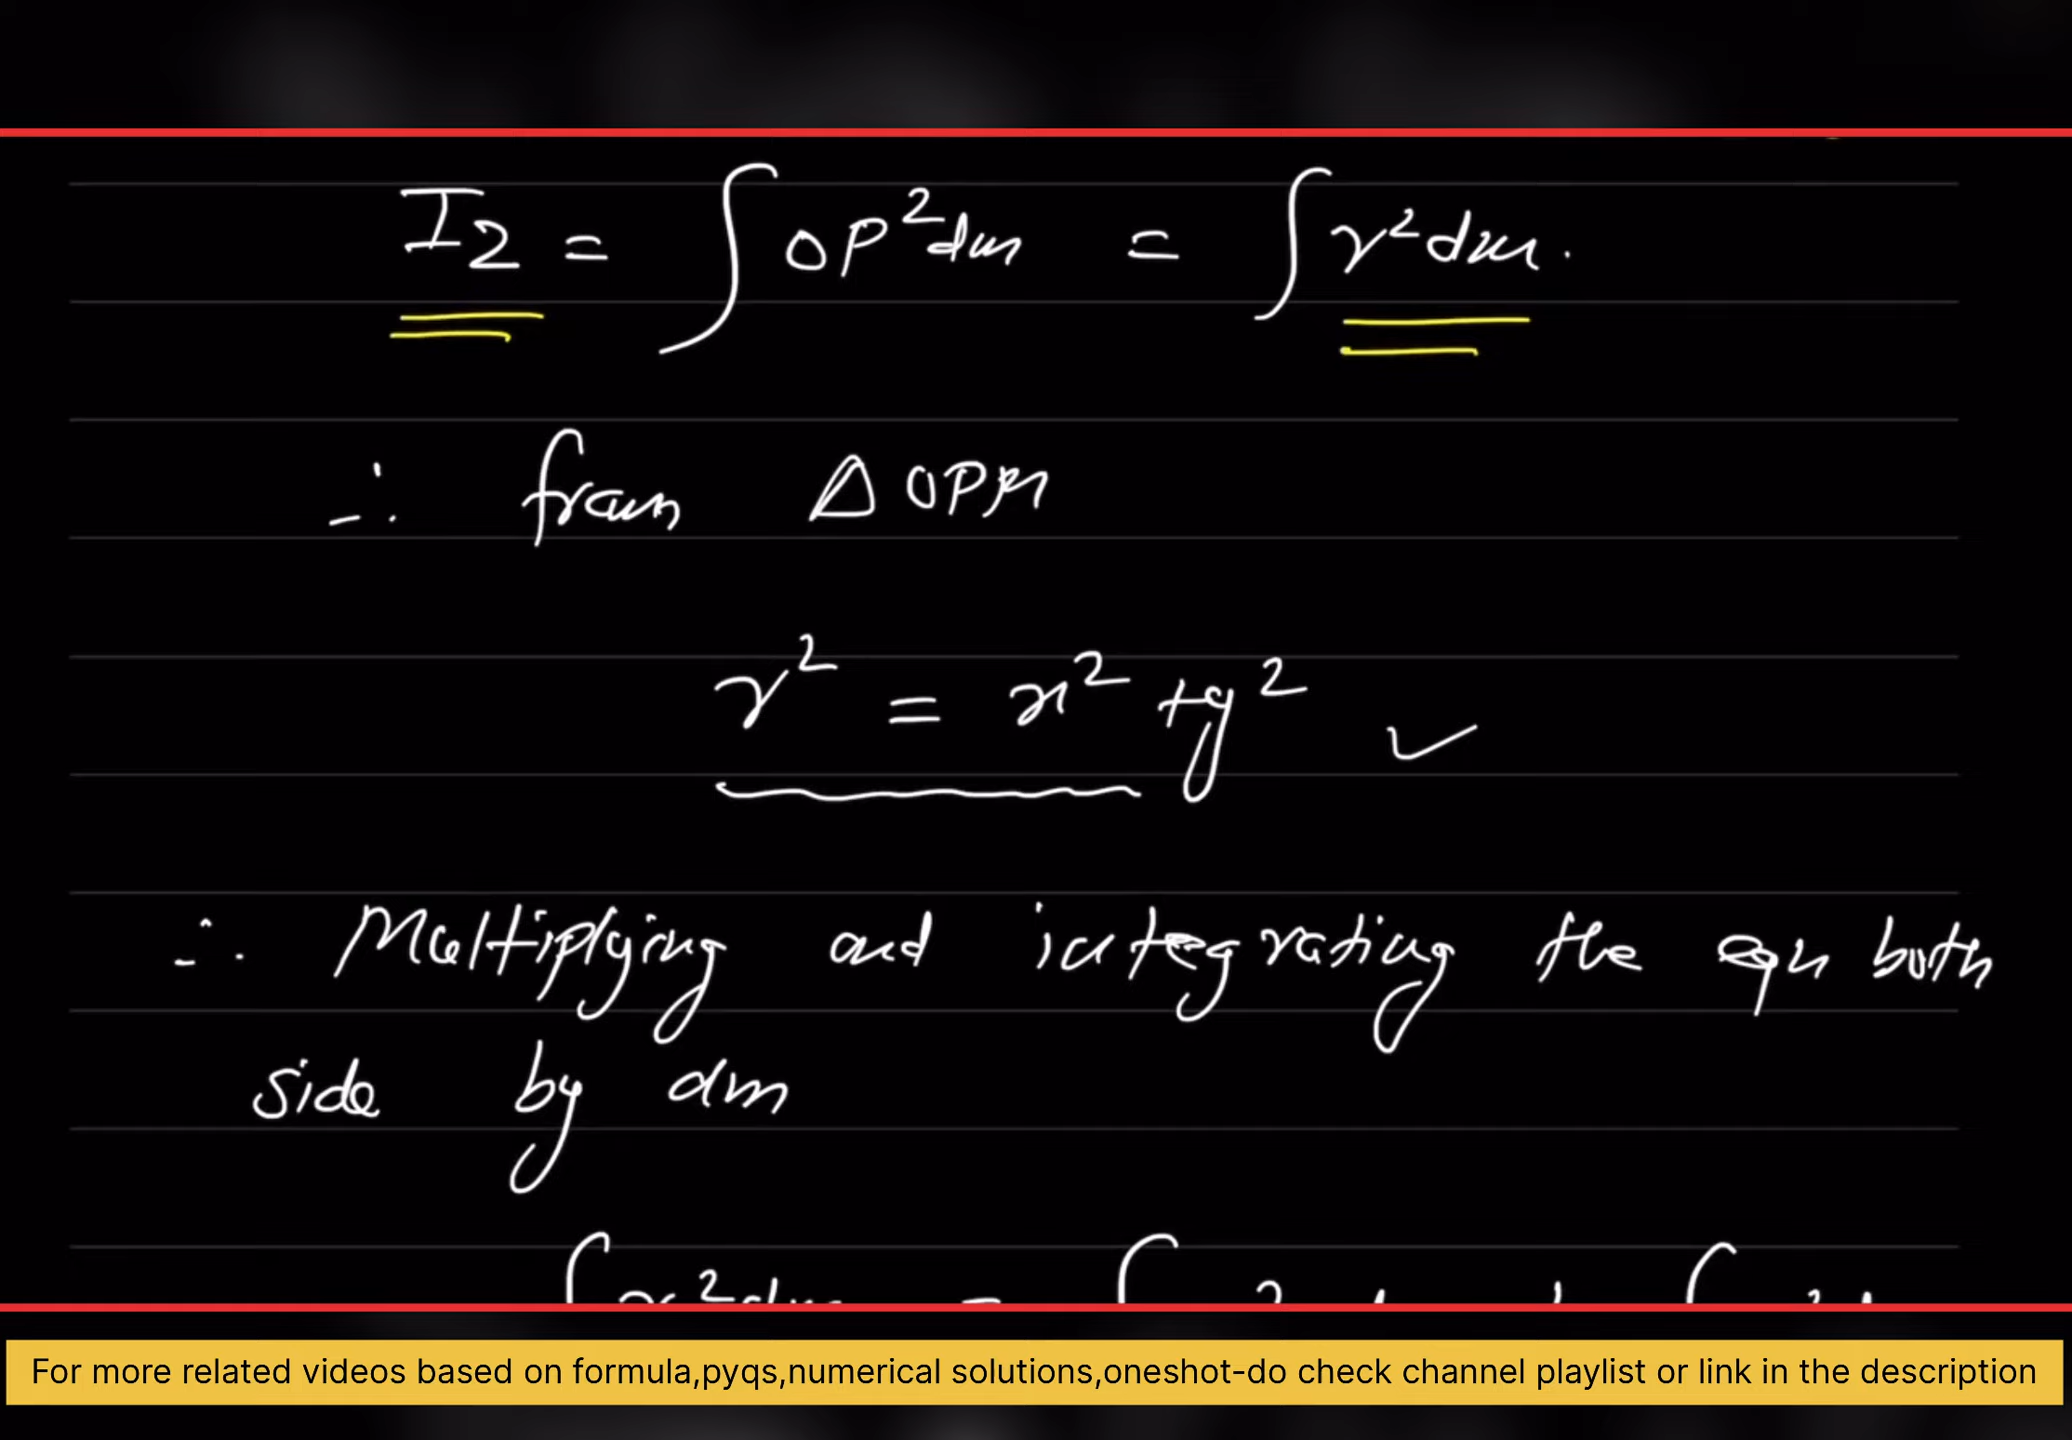 I2 = ∫OP²dm = ∫r²dm.
∴ from Δ OPM
r² = x² + y² ✓
∴ Multiplying and integrating the eqn both
side by dm
For more related videos based on formula,pyqs,numerical solutions,oneshot-do check channel playlist or link in the description